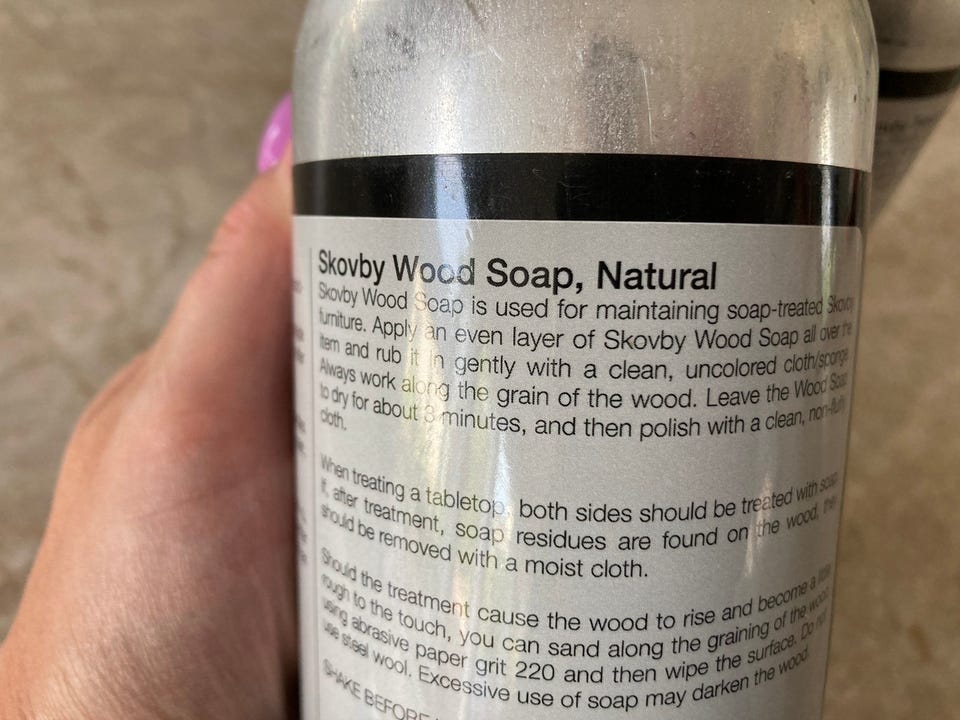 Skovby Wood Soap, Natural
Skovby Wood Soap is used for maintaining soap-treated Skovby
furniture. Apply an even layer of Skovby Wood Soap all over the
item and rub it in gently with a clean, uncolored cloth/sponge.
Always work along the grain of the wood. Leave the Wood Soap
to dry for about 3 minutes, and then polish with a clean, non-fluffy
cloth.
When treating a tabletop, both sides should be treated with soap.
If, after treatment, soap residues are found on the wood, they
should be removed with a moist cloth.
Should the treatment cause the wood to rise and become a little
rough to the touch, you can sand along the graining of the wood
using abrasive paper grit 220 and then wipe the surface. Do not
use steel wool. Excessive use of soap may darken the wood.
SHAKE BEFORE